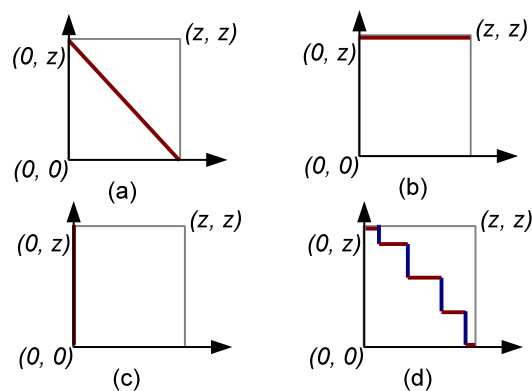 (0, z)
(z, z)
(0, 0)
(a)
(0, z)
(z, z)
(0, 0)
(b)
(0, z)
(z, z)
(0, 0)
(c)
(0, z)
(z, z)
(0, 0)
(d)